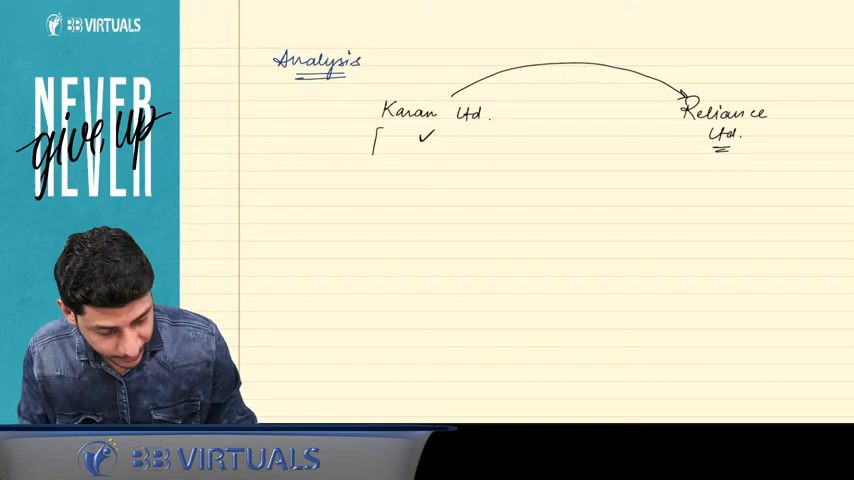 BB VIRTUALS
NEVER
give up
NEVER
Analysis
Karan Ltd.
Reliance
Ltd.
BB VIRTUALS